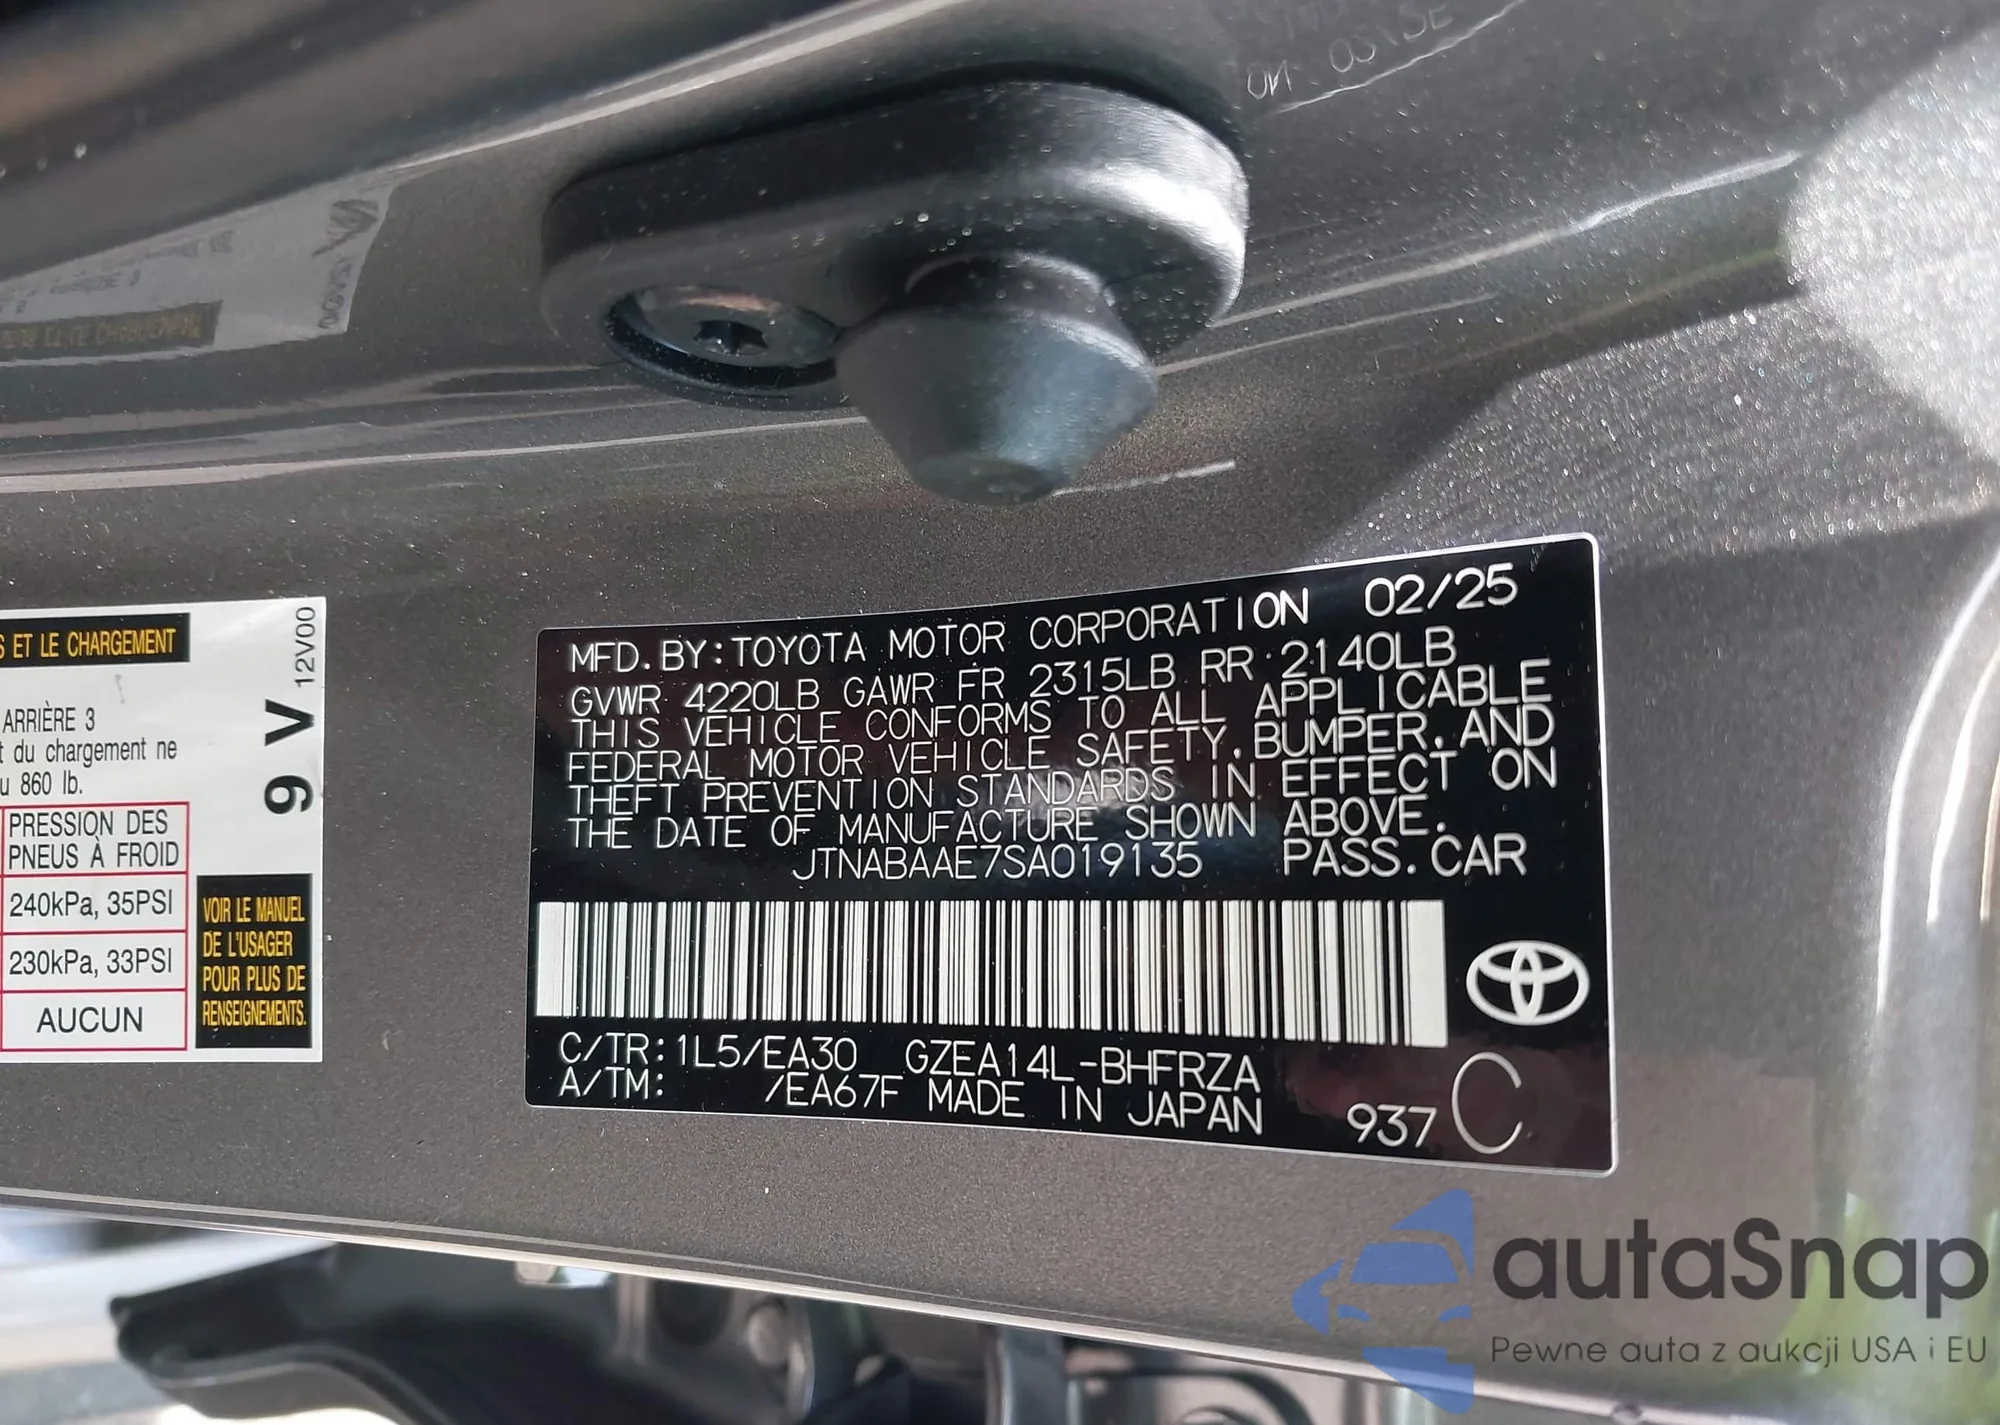 S ET LE CHARGEMENT
12V00
9 V
ARRIÈRE 3
t du chargement ne
u 860 lb.
PRESSION DES
PNEUS À FROID
240kPa, 35PSI
230kPa, 33PSI
AUCUN
VOIR LE MANUEL
DE L'USAGER
POUR PLUS DE
RENSEIGNEMENTS.
MFD. BY: TOYOTA MOTOR CORPORATION 02/25
GVWR 4220LB GAWR FR 2315LB RR 2140LB
THIS VEHICLE CONFORMS TO ALL APPLICABLE
FEDERAL MOTOR VEHICLE SAFETY, BUMPER, AND
THEFT PREVENTION STANDARDS IN EFFECT ON
THE DATE OF MANUFACTURE SHOWN ABOVE.
JTNABAAE7SA019135 PASS. CAR
C/TR: 1L5/EA30 GZEA14L-BHFRZA
A/TM: /EA67F MADE IN JAPAN 937 C
autaSnap
Pewne auta z aukcji USA i EU